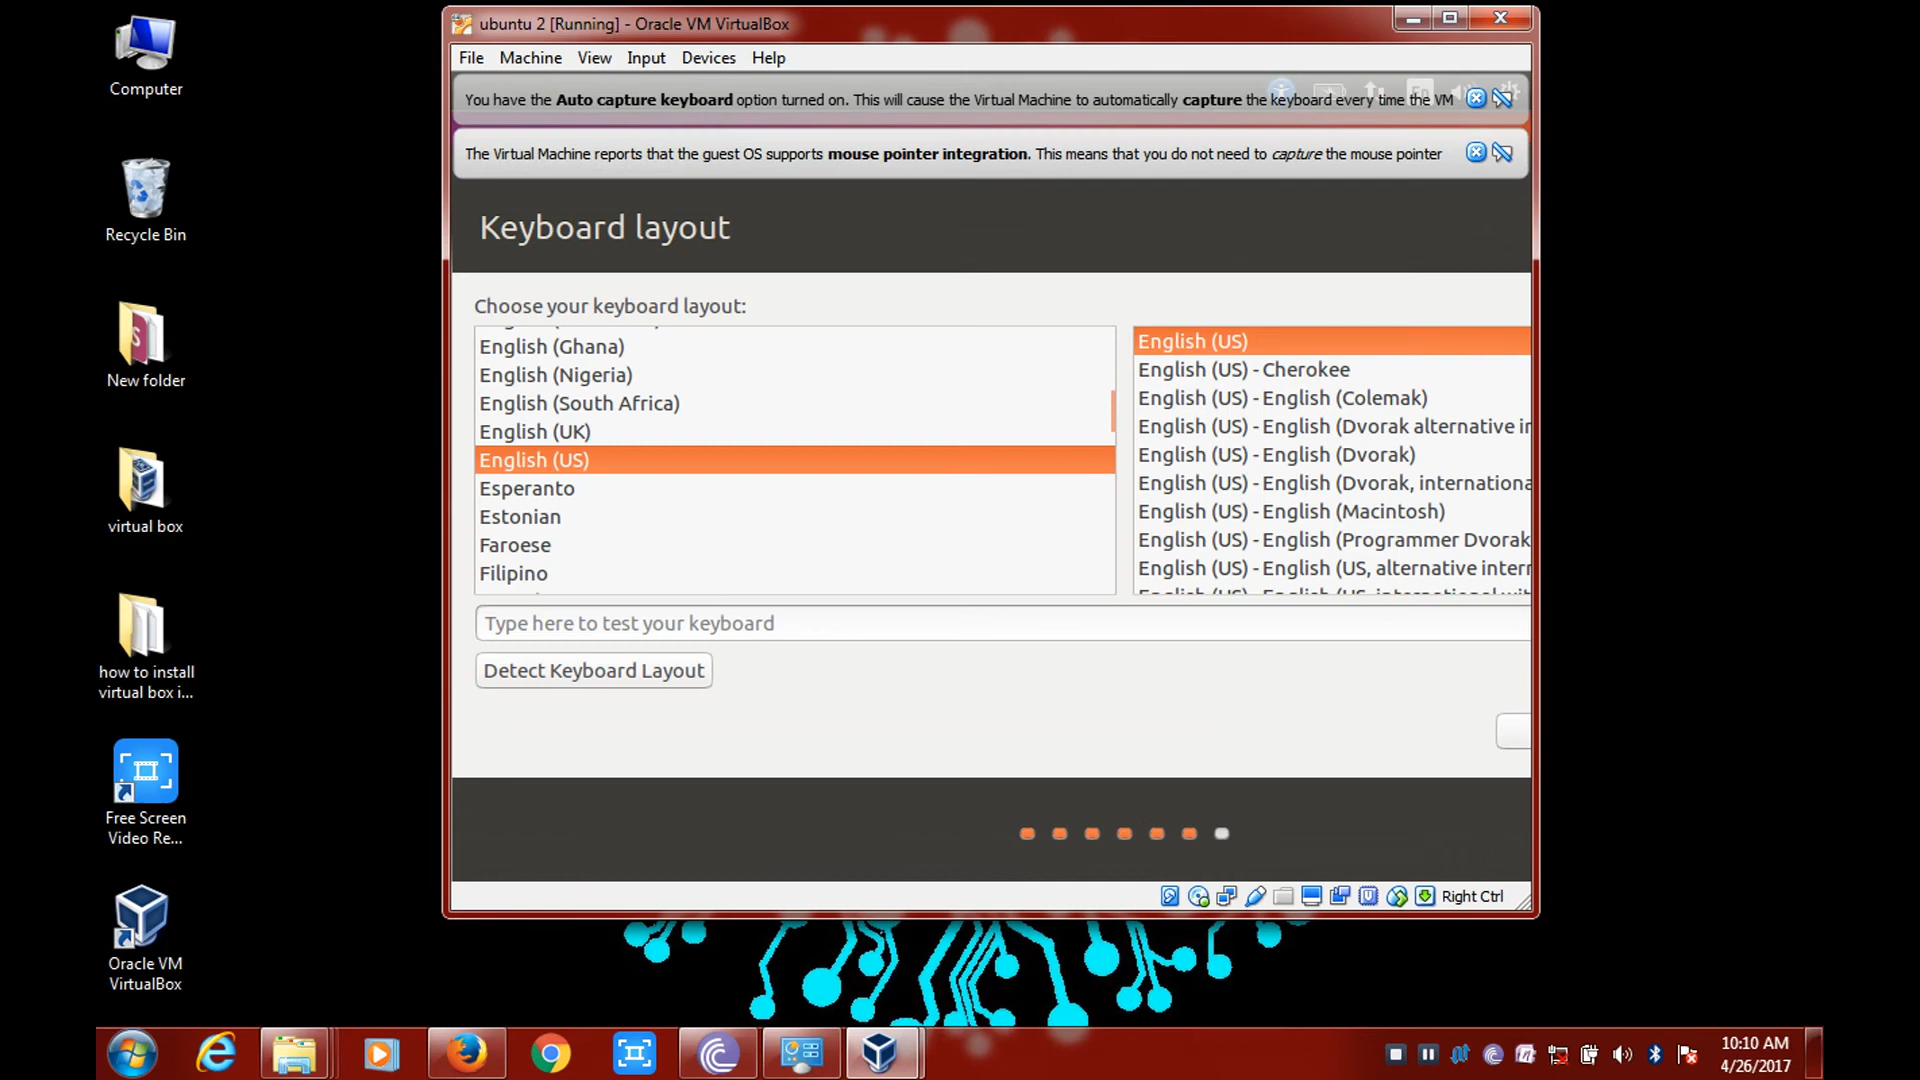 Computer
Recycle Bin
New folder
virtual box
how to install
virtual box i...
Free Screen
Video Re...
Oracle VM
VirtualBox
ubuntu 2 [Running] - Oracle VM VirtualBox
File Machine View Input Devices Help
You have the Auto capture keyboard option turned on. This will cause the Virtual Machine to automatically capture the keyboard every time the VM
The Virtual Machine reports that the guest OS supports mouse pointer integration. This means that you do not need to capture the mouse pointer
Keyboard layout
Choose your keyboard layout:
English (Ghana)
English (Nigeria)
English (South Africa)
English (UK)
English (US)
Esperanto
Estonian
Faroese
Filipino
English (US)
English (US) - Cherokee
English (US) - English (Colemak)
English (US) - English (Dvorak alternative in
English (US) - English (Dvorak)
English (US) - English (Dvorak, internationa
English (US) - English (Macintosh)
English (US) - English (Programmer Dvorak
English (US) - English (US, alternative intern
Type here to test your keyboard
Detect Keyboard Layout
Right Ctrl
10:10 AM
4/26/2017